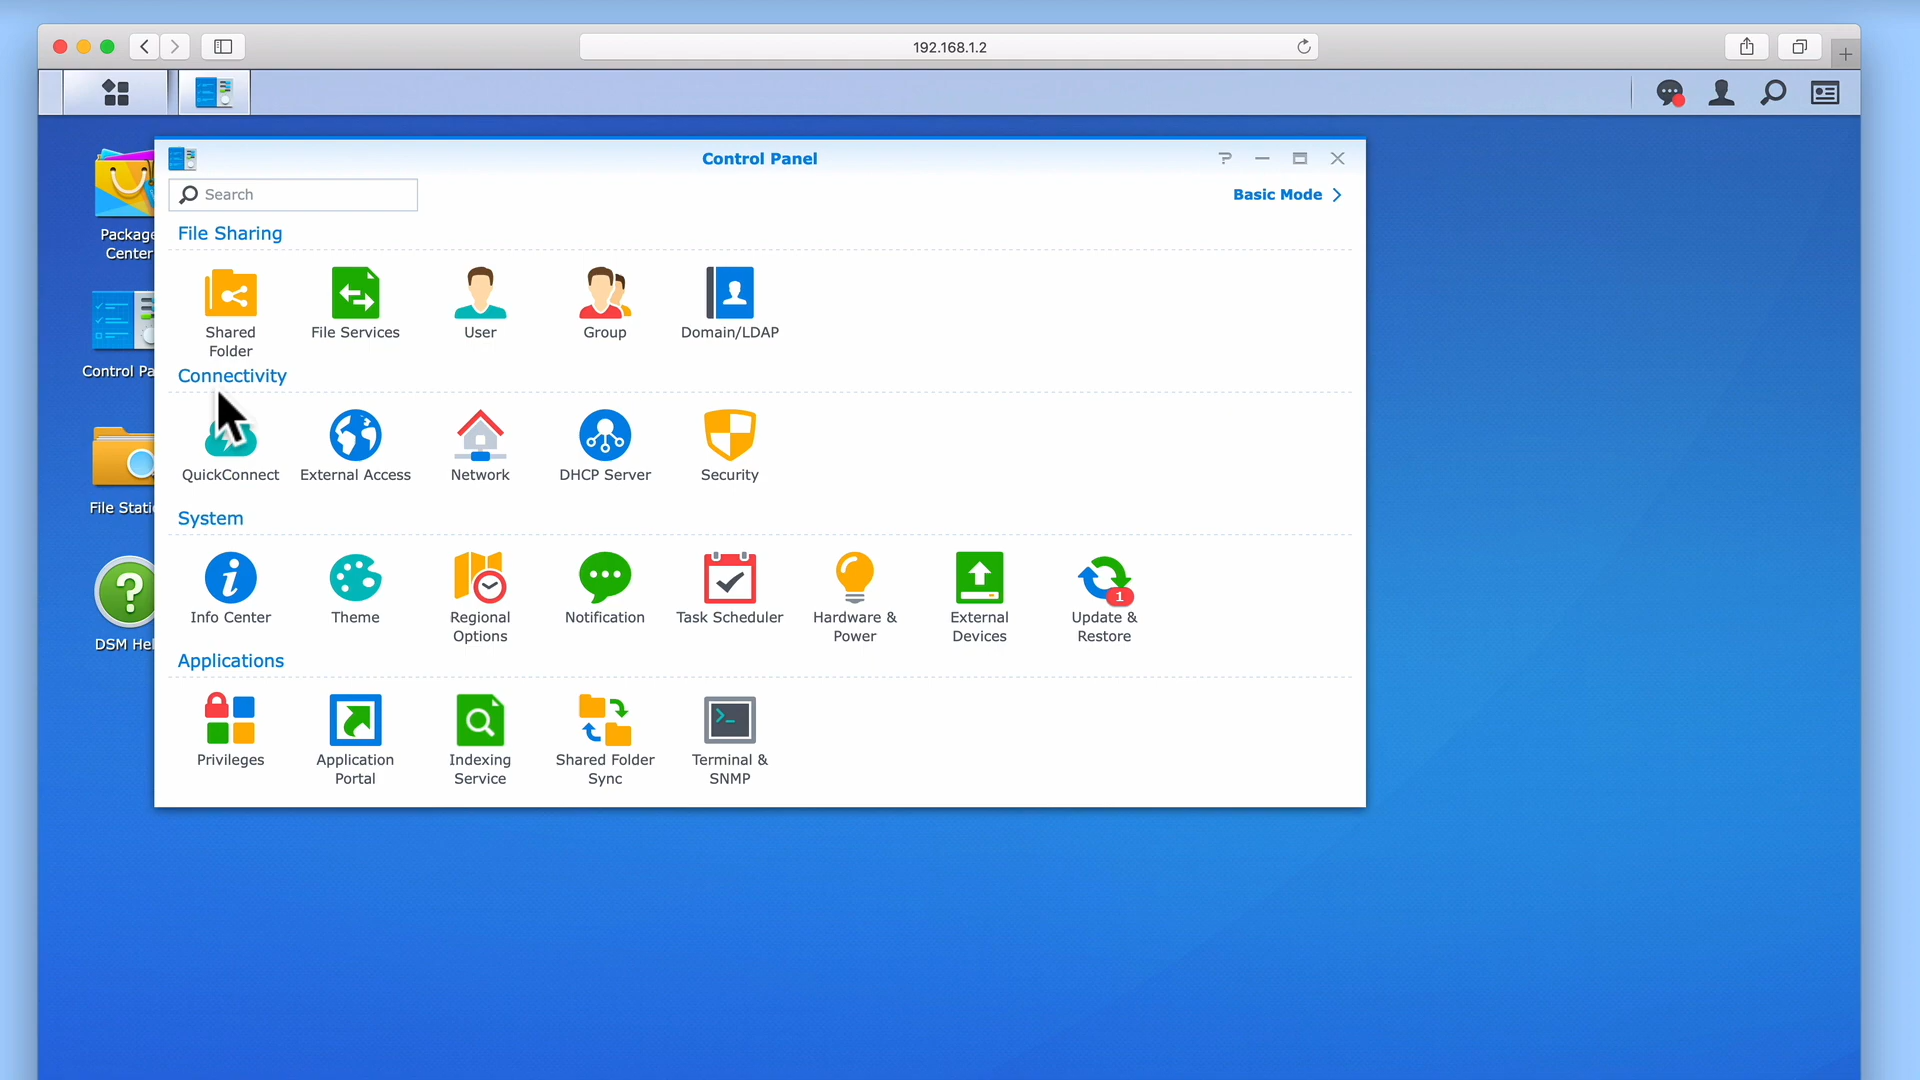 192.168.1.2
Control Panel
Search
Basic Mode
File Sharing
Shared
Folder
File Services
User
Group
Domain/LDAP
Connectivity
QuickConnect
External Access
Network
DHCP Server
Security
System
Info Center
Theme
Regional
Options
Notification
Task Scheduler
Hardware &
Power
External
Devices
1
Update &
Restore
Applications
Privileges
Application
Portal
Indexing
Service
Shared Folder
Sync
Terminal &
SNMP
Package
Center
Control Pa
File Stati
DSM Hel